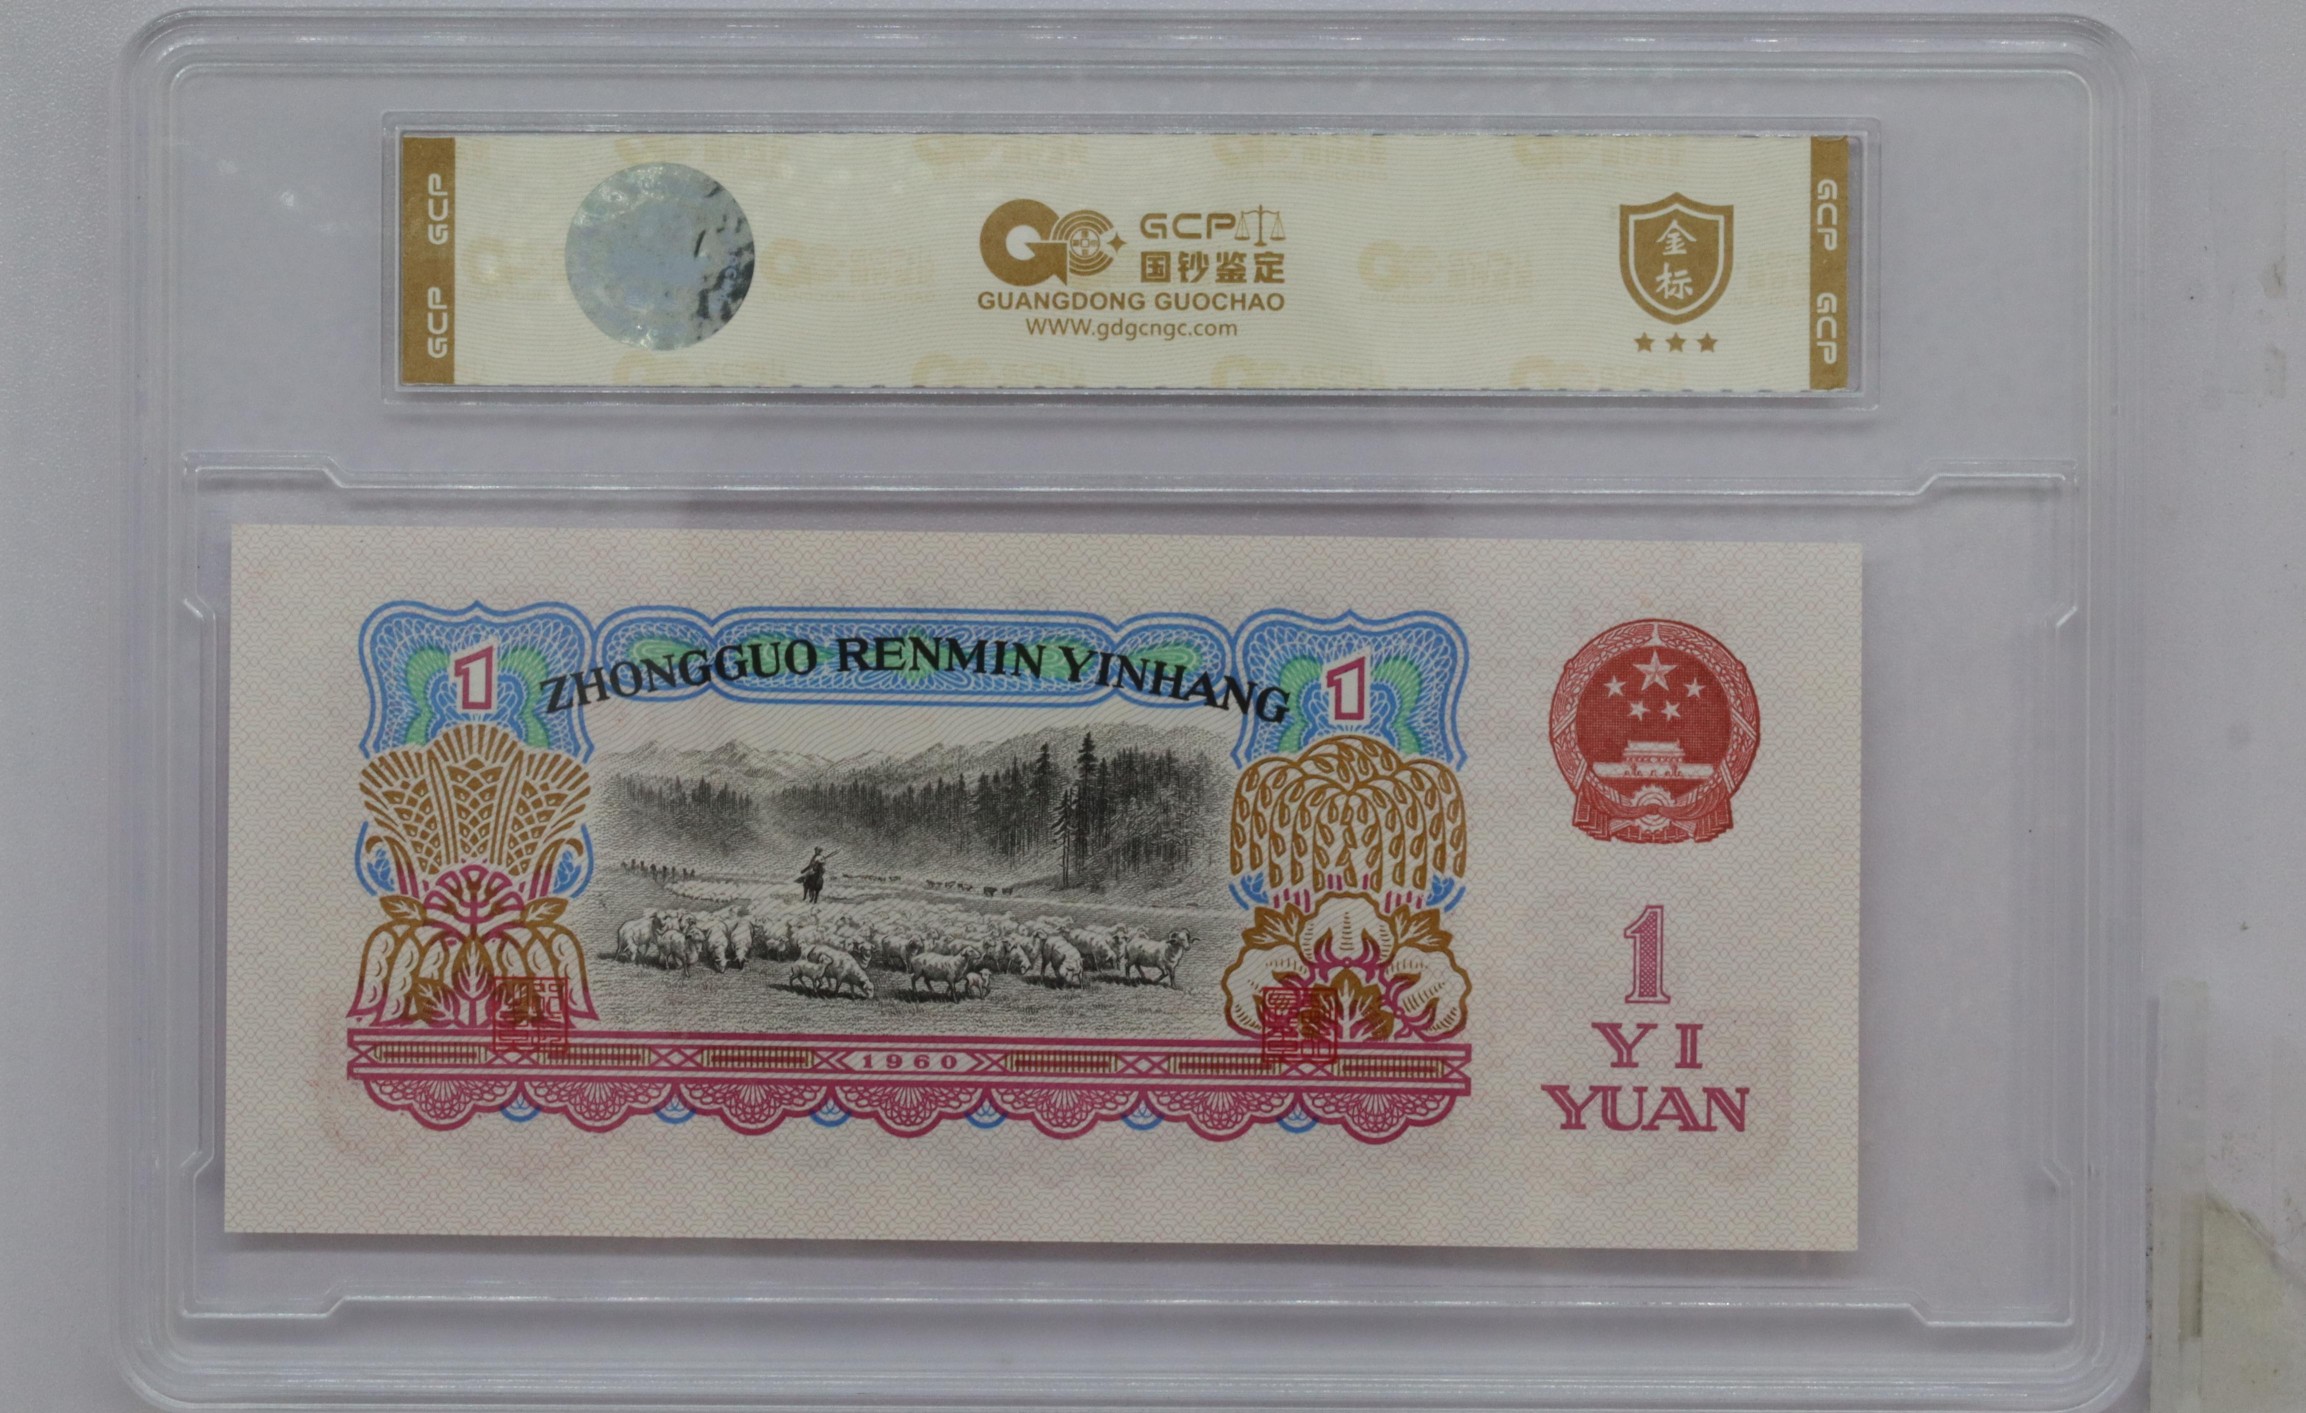 GCP GCP
GCP
国钞鉴定
GUANGDONG GUOCHAO
WWW.gdgcngc.com
金标
GCP GCP
ZHONGGUO RENMIN YINHANG
1
1
1960
1
YI
YUAN